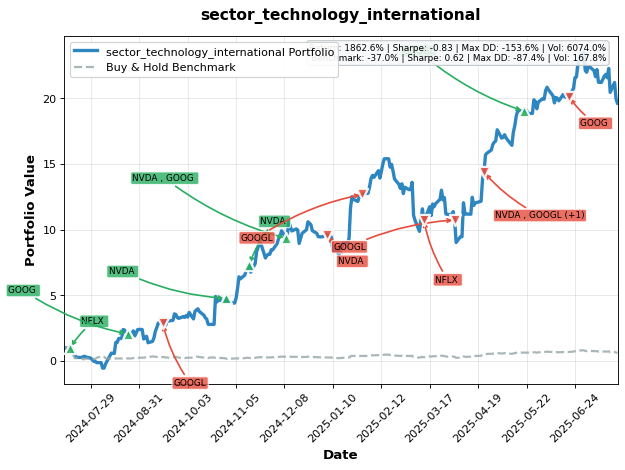 sector_technology_international
sector_technology_international Portfolio
Buy & Hold Benchmark
: 1862.6% | Sharpe: -0.83 | Max DD: -153.6% | Vol: 6074.0%
Benchmark: -37.0% | Sharpe: 0.62 | Max DD: -87.4% | Vol: 167.8%
Portfolio Value
20
15
10
5
0
GOOG
NVDA , GOOG
NVDA
GOOGL
NVDA , GOOGL (+1)
GOOGL
NVDA
NVDA
NFLX
GOOG
NFLX
GOOGL
2024-07-29
2024-08-31
2024-10-03
2024-11-05
2024-12-08
2025-01-10
2025-02-12
2025-03-17
2025-04-19
2025-05-22
2025-06-24
Date